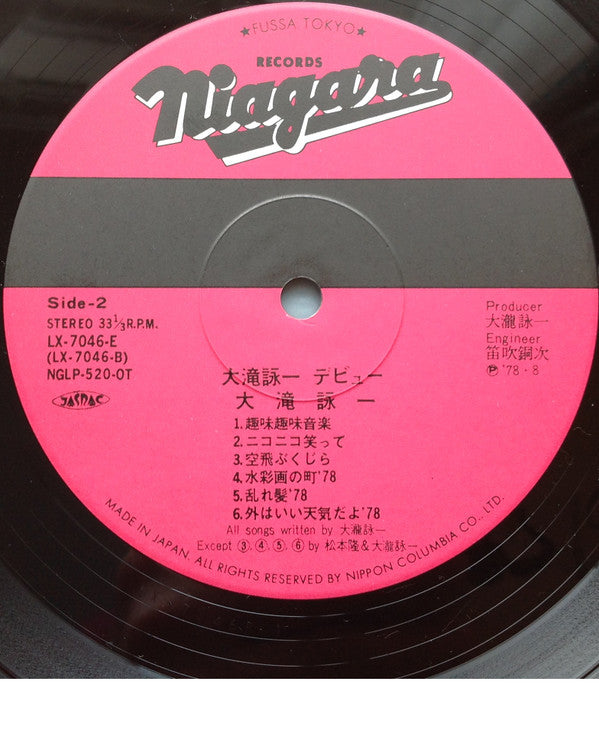 ★FUSSA TOKYO★
RECORDS
Niagara
Side-2
STEREO 33⅓R.P.M.
LX-7046-E
(LX-7046-B)
NGLP-520-OT
JASRAC
Producer
大瀧詠一
Engineer
笛吹銅次
Ⓟ'78・8
大滝詠一 デビュー
大滝詠一
1.趣味趣味音楽
2.ニコニコ笑って
3.空飛ぶくじら
4.水彩画の町'78
5.乱れ髪'78
6.外はいい天気だよ'78
All songs written by 大瀧詠一
Except ③.④.⑤.⑥ by 松本隆&大瀧詠一
MADE IN JAPAN. ALL RIGHTS RESERVED BY NIPPON COLUMBIA CO., LTD.